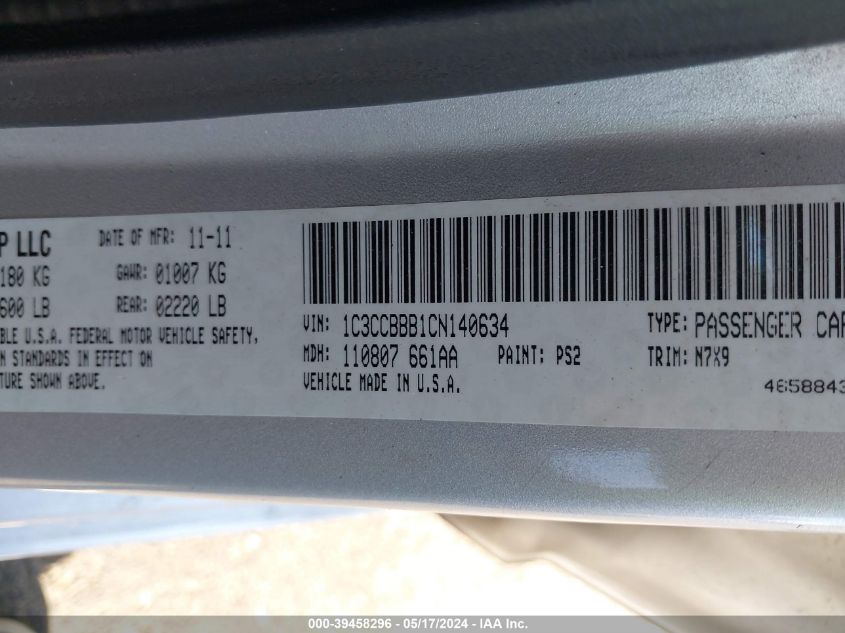 P LLC DATE OF MFR: 11-11
180 KG GAWR: 01007 KG
600 LB REAR: 02220 LB
BLE U.S.A. FEDERAL MOTOR VEHICLE SAFETY,
N STANDARDS IN EFFECT ON
TURE SHOWN ABOVE.
VIN: 1C3CCBBB1CN140634 TYPE: PASSENGER CAR
MDH: 110807 661AA PAINT: PS2 TRIM: N7X9
VEHICLE MADE IN U.S.A. 4658843
000-39458296 - 05/17/2024 - IAA Inc.